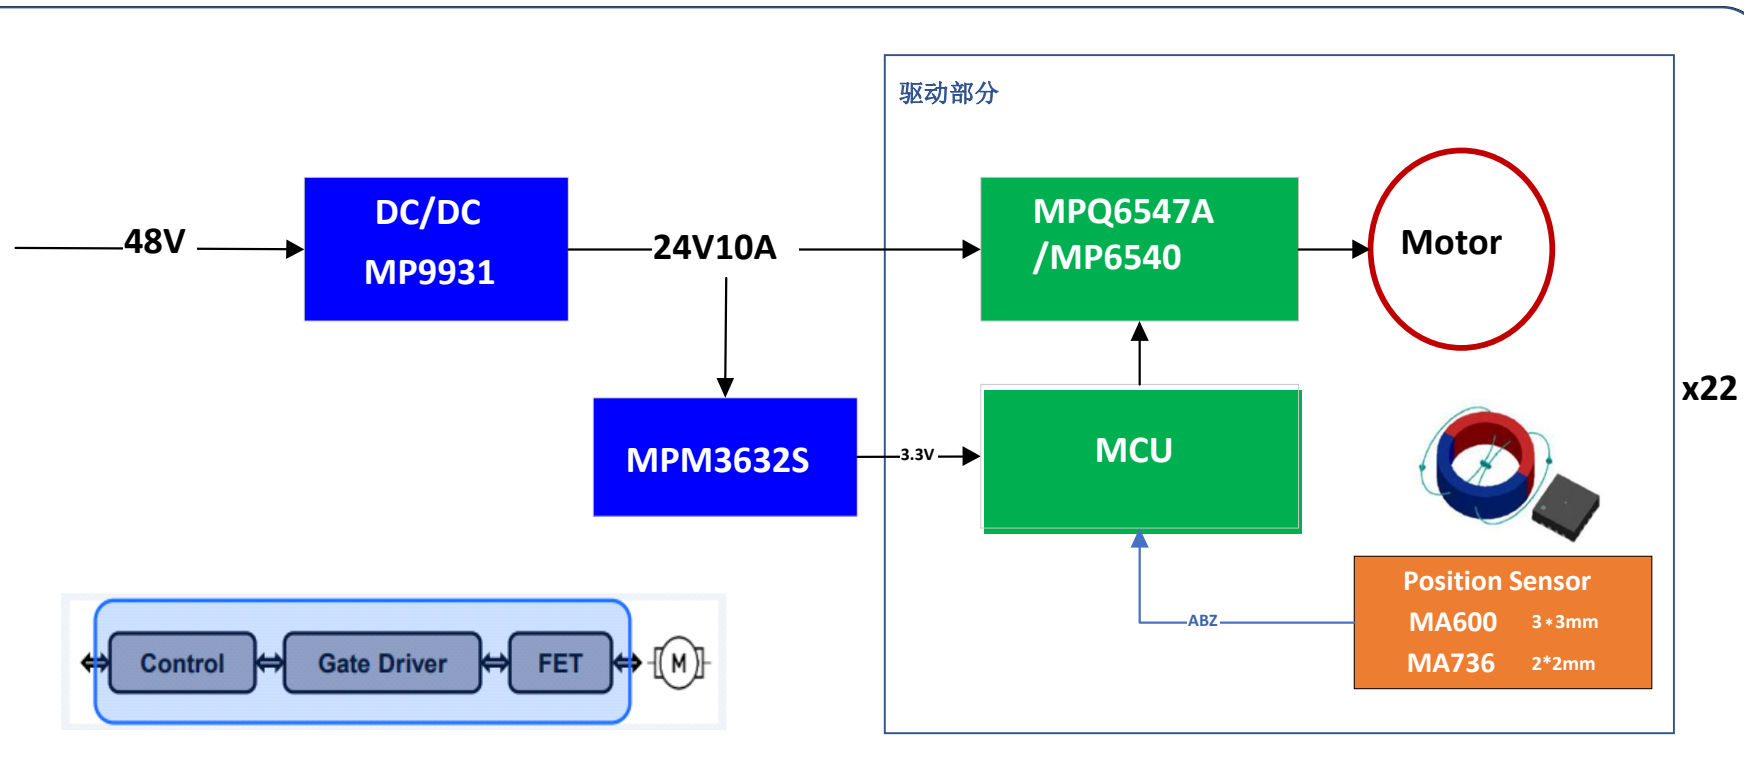 驱动部分
48V
DC/DC
MP9931
24V10A
MPQ6547A
/MP6540
Motor
x22
MPM3632S
3.3V
MCU
Position Sensor
MA600 3*3mm
MA736 2*2mm
ABZ
Control
Gate Driver
FET
M